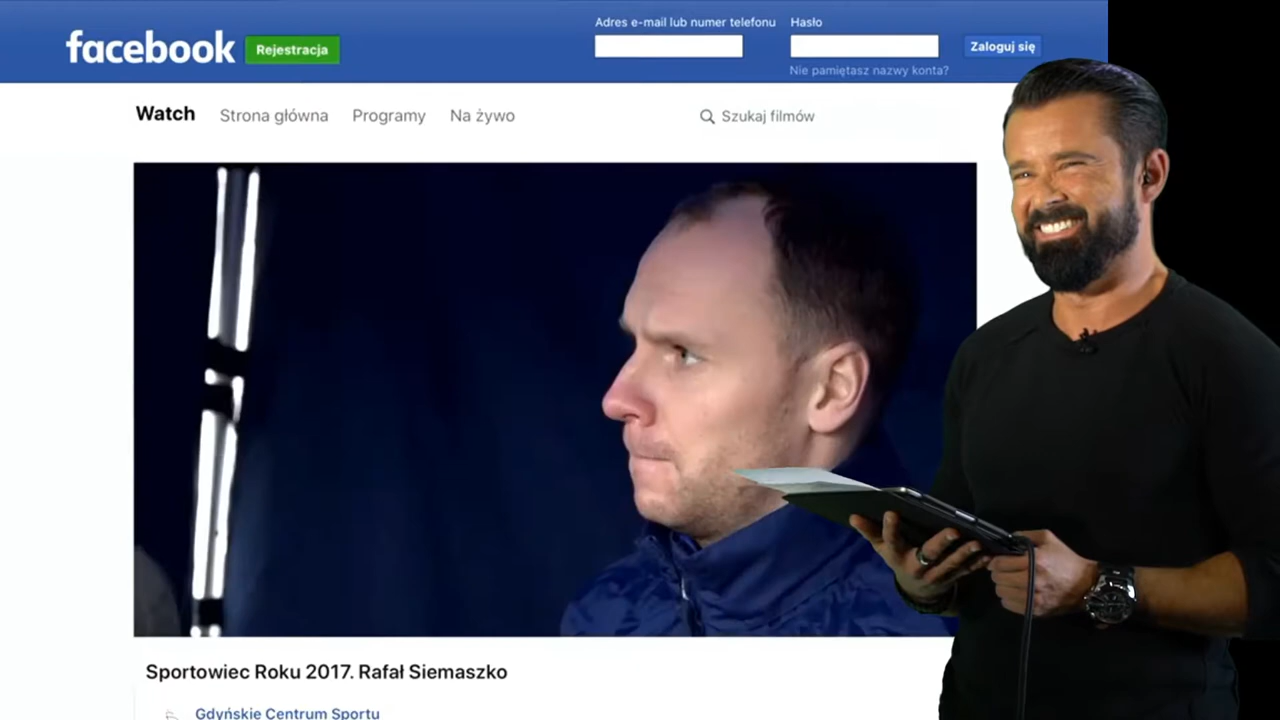 facebook
Rejestracja
Adres e-mail lub numer telefonu
Hasło
Zaloguj się
Nie pamiętasz nazwy konta?
Watch
Strona główna
Programy
Na żywo
Szukaj filmów
Sportowiec Roku 2017. Rafał Siemaszko
Gdyńskie Centrum Sportu